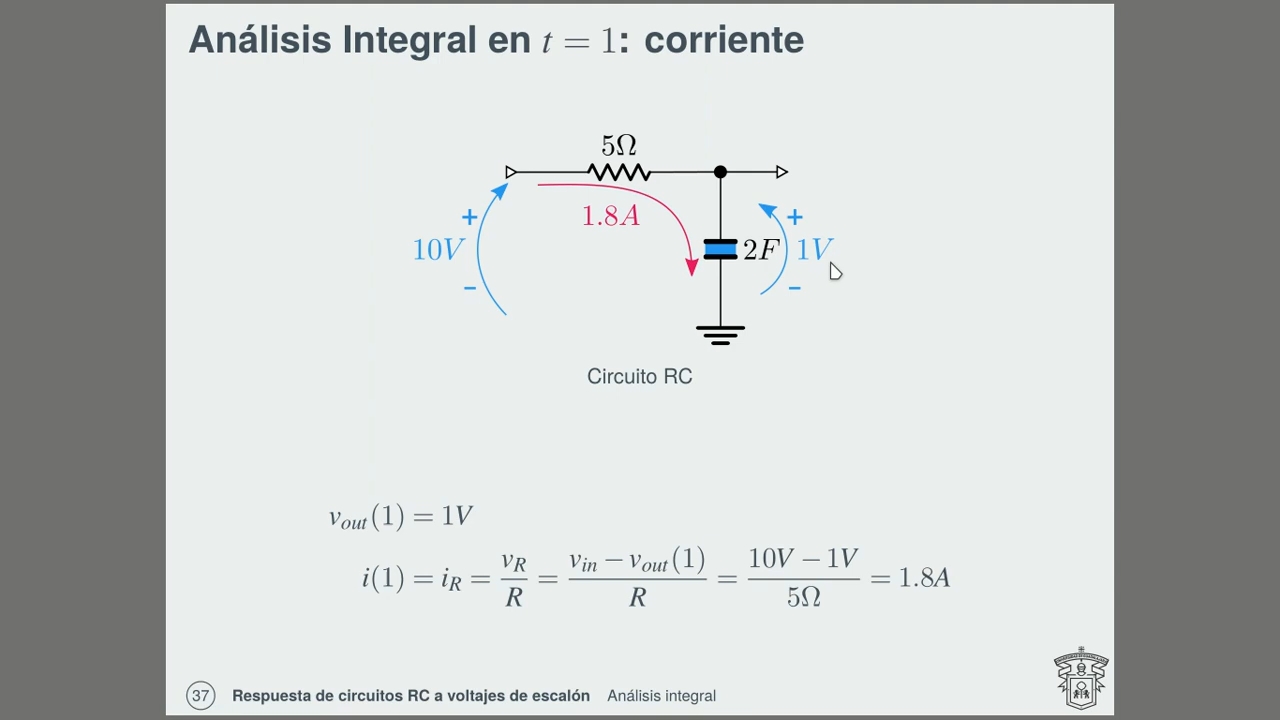 Análisis Integral en t = 1: corriente
5Ω
+ 1.8A +
10V 2F 1V
− −
Circuito RC
v_out(1) = 1V
i(1) = i_R = v_R/R = (v_in − v_out(1))/R = (10V − 1V)/5Ω = 1.8A
37 Respuesta de circuitos RC a voltajes de escalón Análisis integral